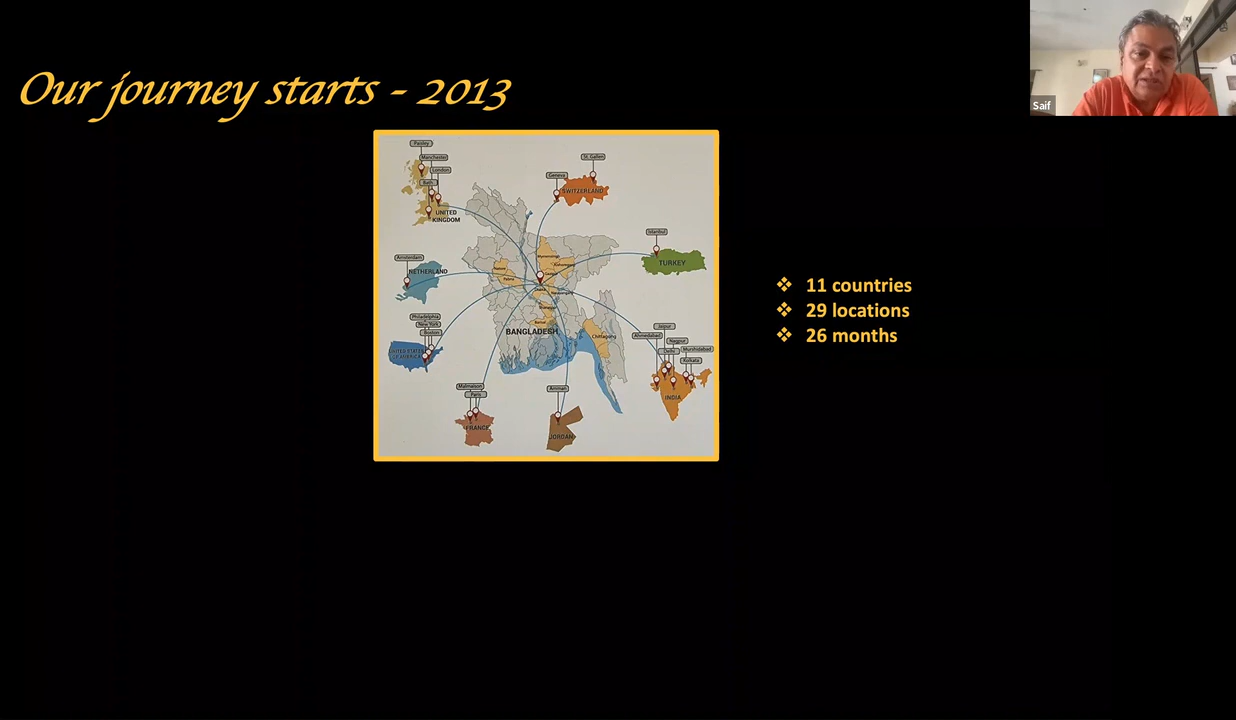 Our journey starts - 2013
Saif
Paisley
Manchester
London
Bath
UNITED
KINGDOM
St. Gallen
Geneva
SWITZERLAND
Istanbul
TURKEY
Amsterdam
NETHERLAND
Philadelphia
New York
Boston
UNITED STATES
OF AMERICA
BANGLADESH
Chittagong
Malmaison
Paris
FRANCE
Amman
JORDAN
Jaipur
Ahmedabad
Nagpur
Delhi
Murshidabad
Kolkata
INDIA
❖ 11 countries
❖ 29 locations
❖ 26 months